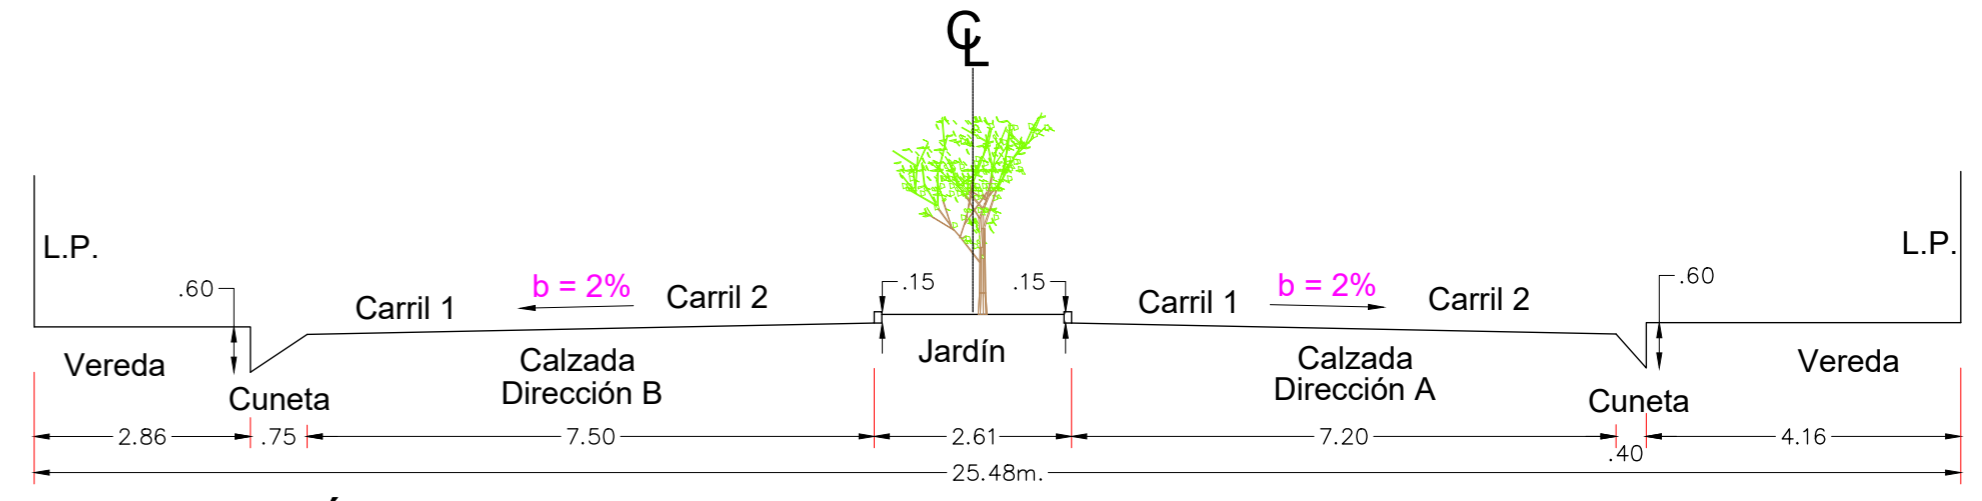 CL
L.P.
L.P.
.60
b = 2%
.15
.15
b = 2%
.60
Carril 1
Carril 2
Carril 1
Carril 2
Vereda
Calzada
Dirección B
Jardín
Calzada
Dirección A
Vereda
Cuneta
Cuneta
2.86
.75
7.50
2.61
7.20
.40
4.16
25.48m.